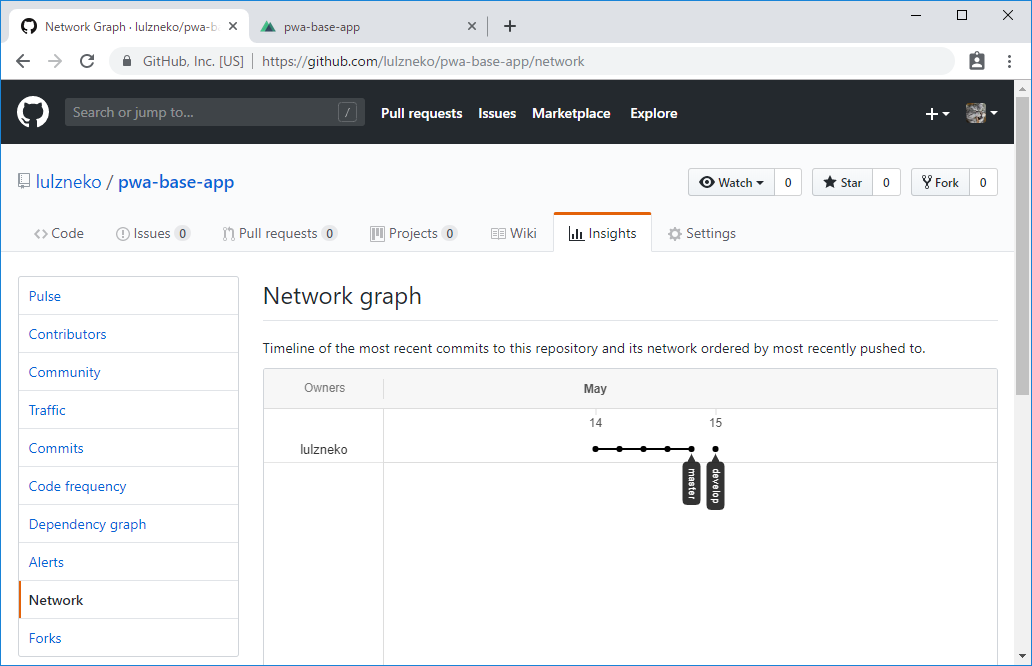 Network Graph · lulzneko/pwa-b
pwa-base-app
GitHub, Inc. [US] | https://github.com/lulzneko/pwa-base-app/network
Search or jump to...
/
Pull requests
Issues
Marketplace
Explore
lulzneko / pwa-base-app
Watch 0
Star 0
Fork 0
Code
Issues 0
Pull requests 0
Projects 0
Wiki
Insights
Settings
Pulse
Contributors
Community
Traffic
Commits
Code frequency
Dependency graph
Alerts
Network
Forks
Network graph
Timeline of the most recent commits to this repository and its network ordered by most recently pushed to.
Owners
May
14
15
lulzneko
master
develop